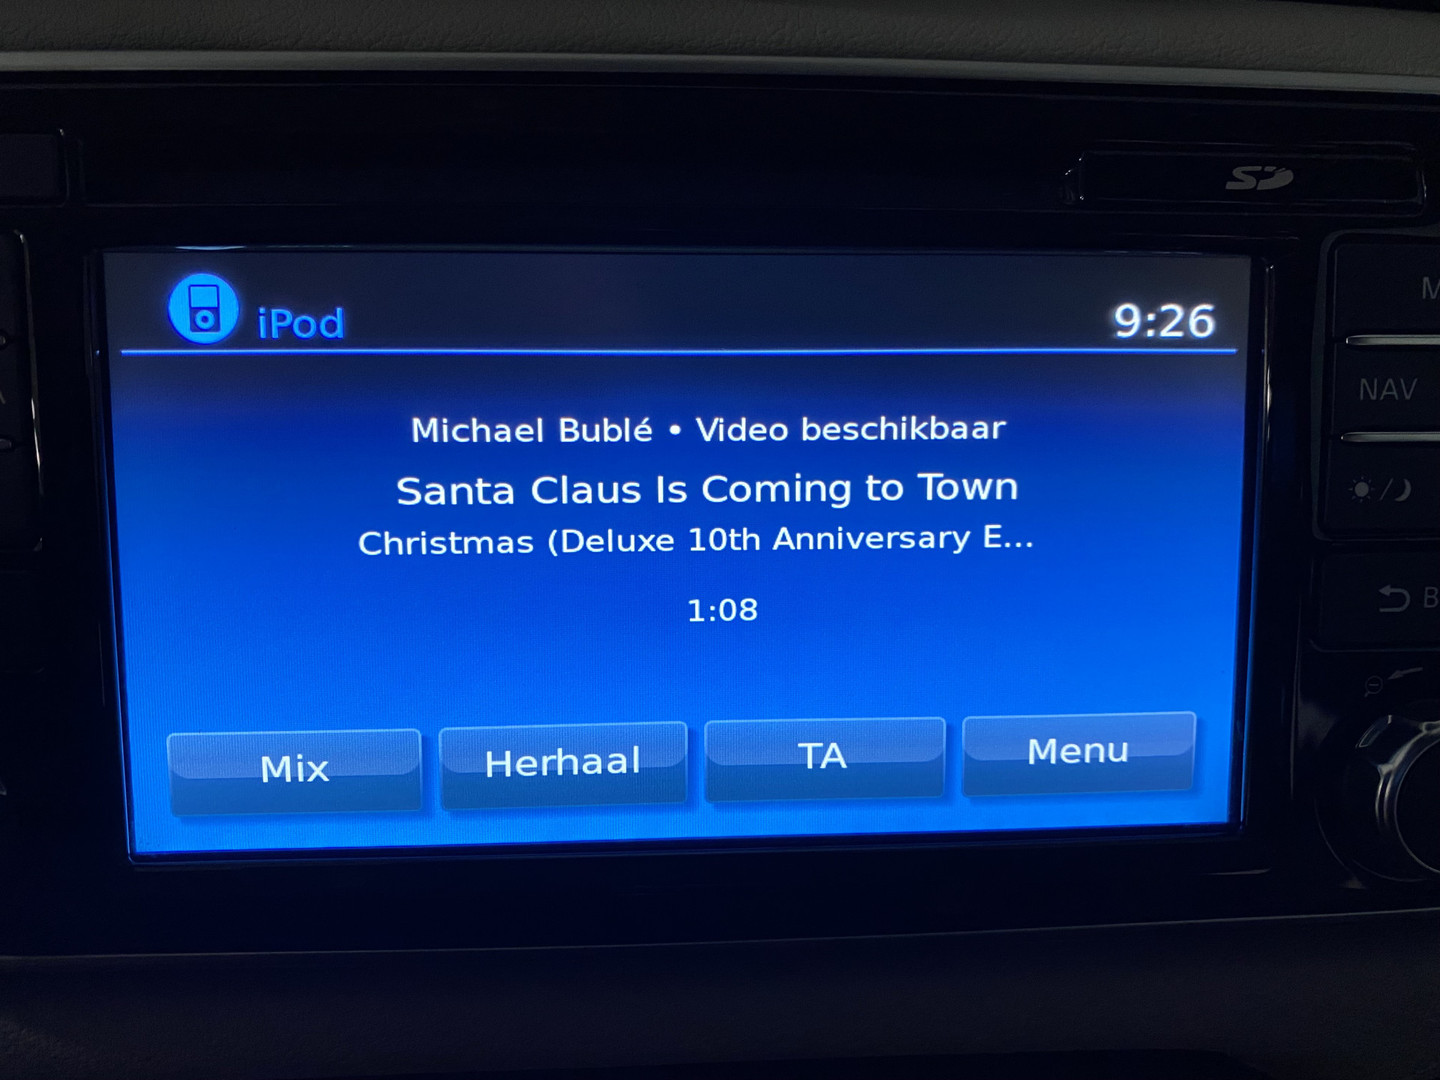 SD
iPod
9:26
M
NAV
Michael Bublé • Video beschikbaar
Santa Claus Is Coming to Town
Christmas (Deluxe 10th Anniversary E...
1:08
B
Mix
Herhaal
TA
Menu